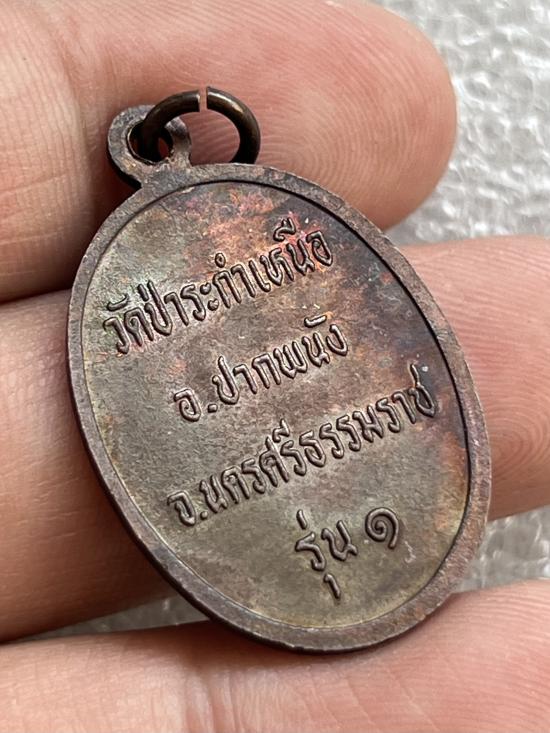 วัดป่าระกำเหนือ
อ.ปากพนัง
จ.นครศรีธรรมราช
รุ่น ๑